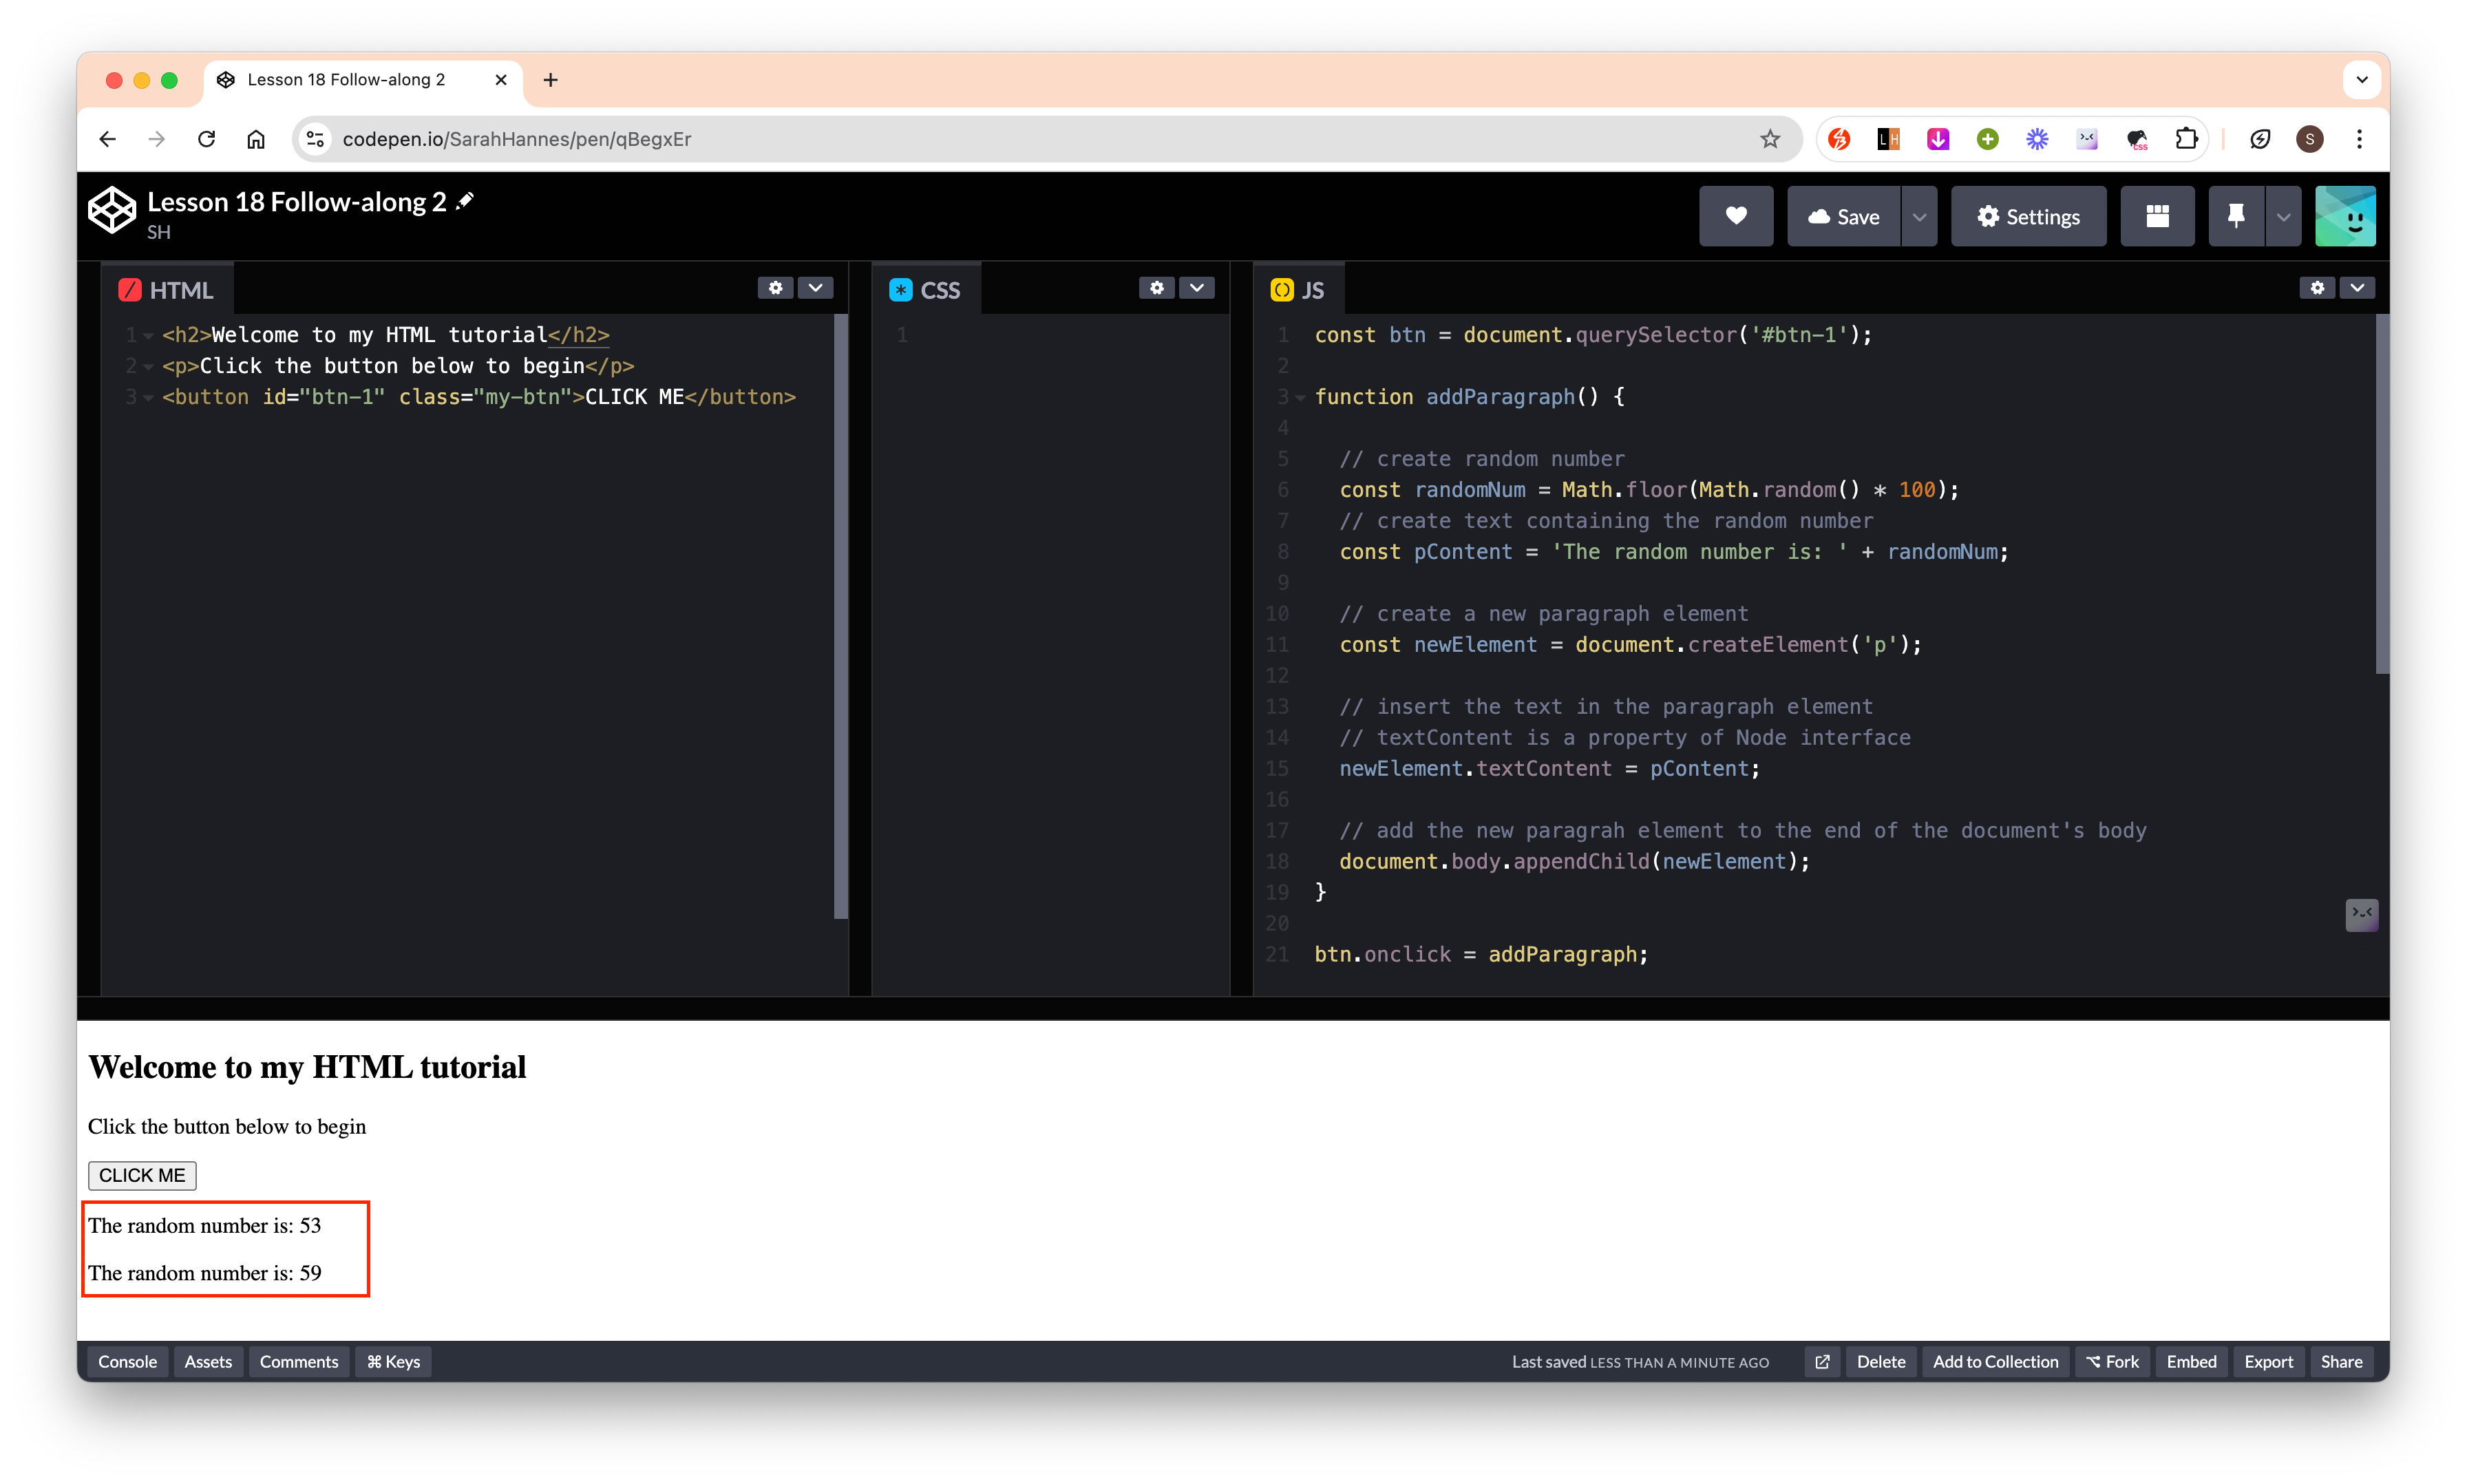 Lesson 18 Follow-along 2
codepen.io/SarahHannes/pen/qBegxEr
LH
CSS
S
Lesson 18 Follow-along 2
SH
Save
Settings
HTML
1 <h2>Welcome to my HTML tutorial</h2>
2 <p>Click the button below to begin</p>
3 <button id="btn-1" class="my-btn">CLICK ME</button>
CSS
1
JS
1 const btn = document.querySelector('#btn-1');
2
3 function addParagraph() {
4
5 // create random number
6 const randomNum = Math.floor(Math.random() * 100);
7 // create text containing the random number
8 const pContent = 'The random number is: ' + randomNum;
9
10 // create a new paragraph element
11 const newElement = document.createElement('p');
12
13 // insert the text in the paragraph element
14 // textContent is a property of Node interface
15 newElement.textContent = pContent;
16
17 // add the new paragrah element to the end of the document's body
18 document.body.appendChild(newElement);
19 }
20
21 btn.onclick = addParagraph;
Welcome to my HTML tutorial
Click the button below to begin
CLICK ME
The random number is: 53
The random number is: 59
Console Assets Comments ⌘ Keys Last saved LESS THAN A MINUTE AGO Delete Add to Collection Fork Embed Export Share